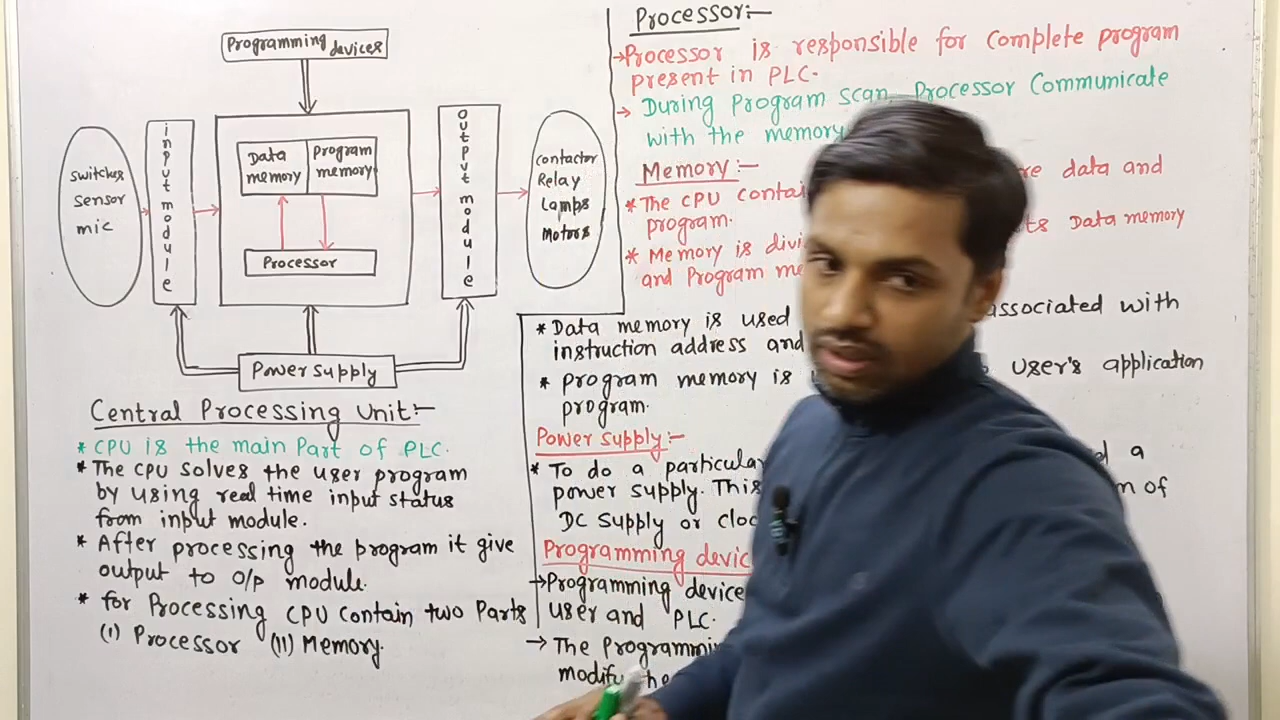 Programming devices
switches
sensor
mic
input module
Data memory
program memory
Processor
output module
contactor
Relay
Lamps
Motors
Power supply
Central Processing Unit:-
* CPU is the main Part of PLC.
* The CPU solves the user program
by using real time input status
from input module.
* After processing the program it give
output to O/P module.
* for Processing CPU contain two Parts
(I) Processor (II) Memory.
Processor:-
→Processor is responsible for complete program
present in PLC.
→ During Program scan, Processor Communicate
with the memory
Memory:-
* The CPU data and
program.
* Memory is Data memory
and Program
* Data memory is used associated with
instruction address and
* program memory is user's application
program.
Power supply:-
* To do a particular a
power supply. This of
DC supply or
Programming
→Programming device
user and PLC.
→ The
modify